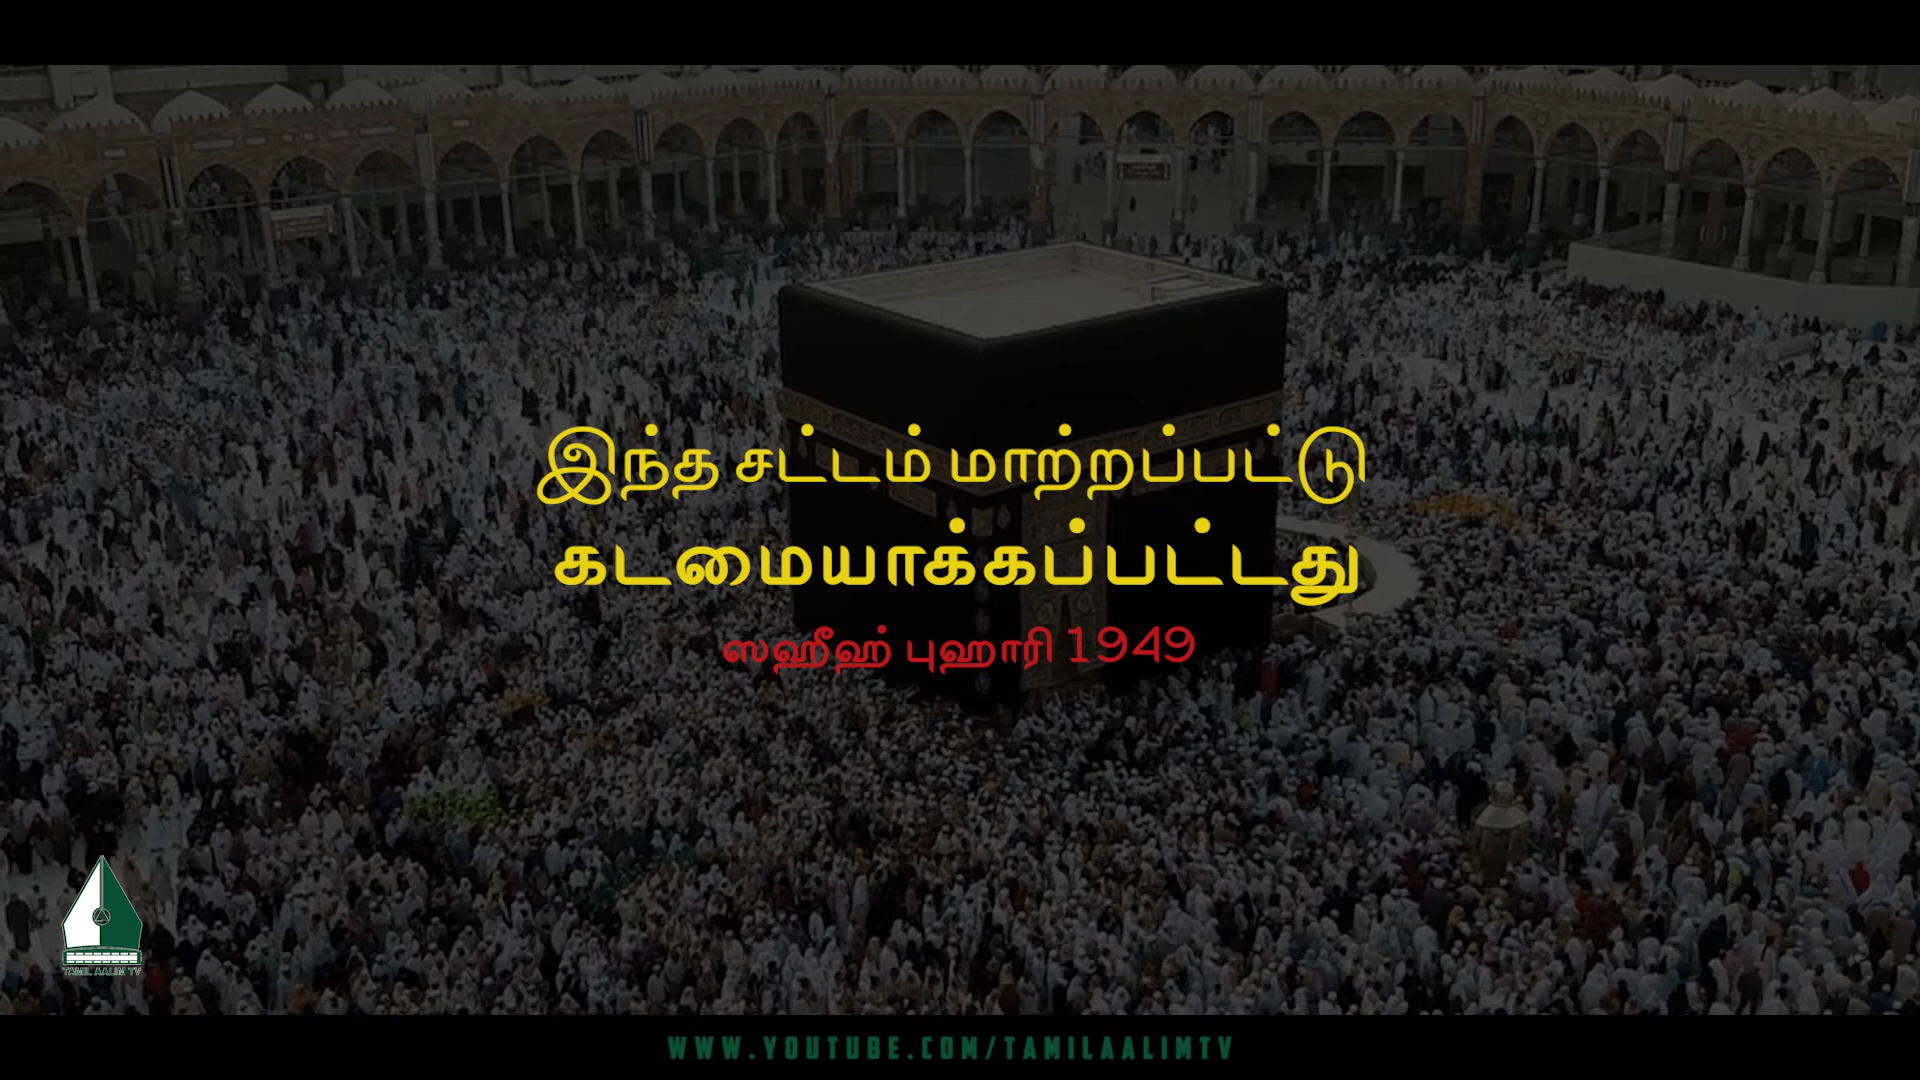 இந்த சட்டம் மாற்றப்பட்டு
கடமையாக்கப்பட்டது
ஸஹீஹ் புஹாரி 1949
TAMIL AALIM TV
WWW.YOUTUBE.COM/TAMILAALIMTV